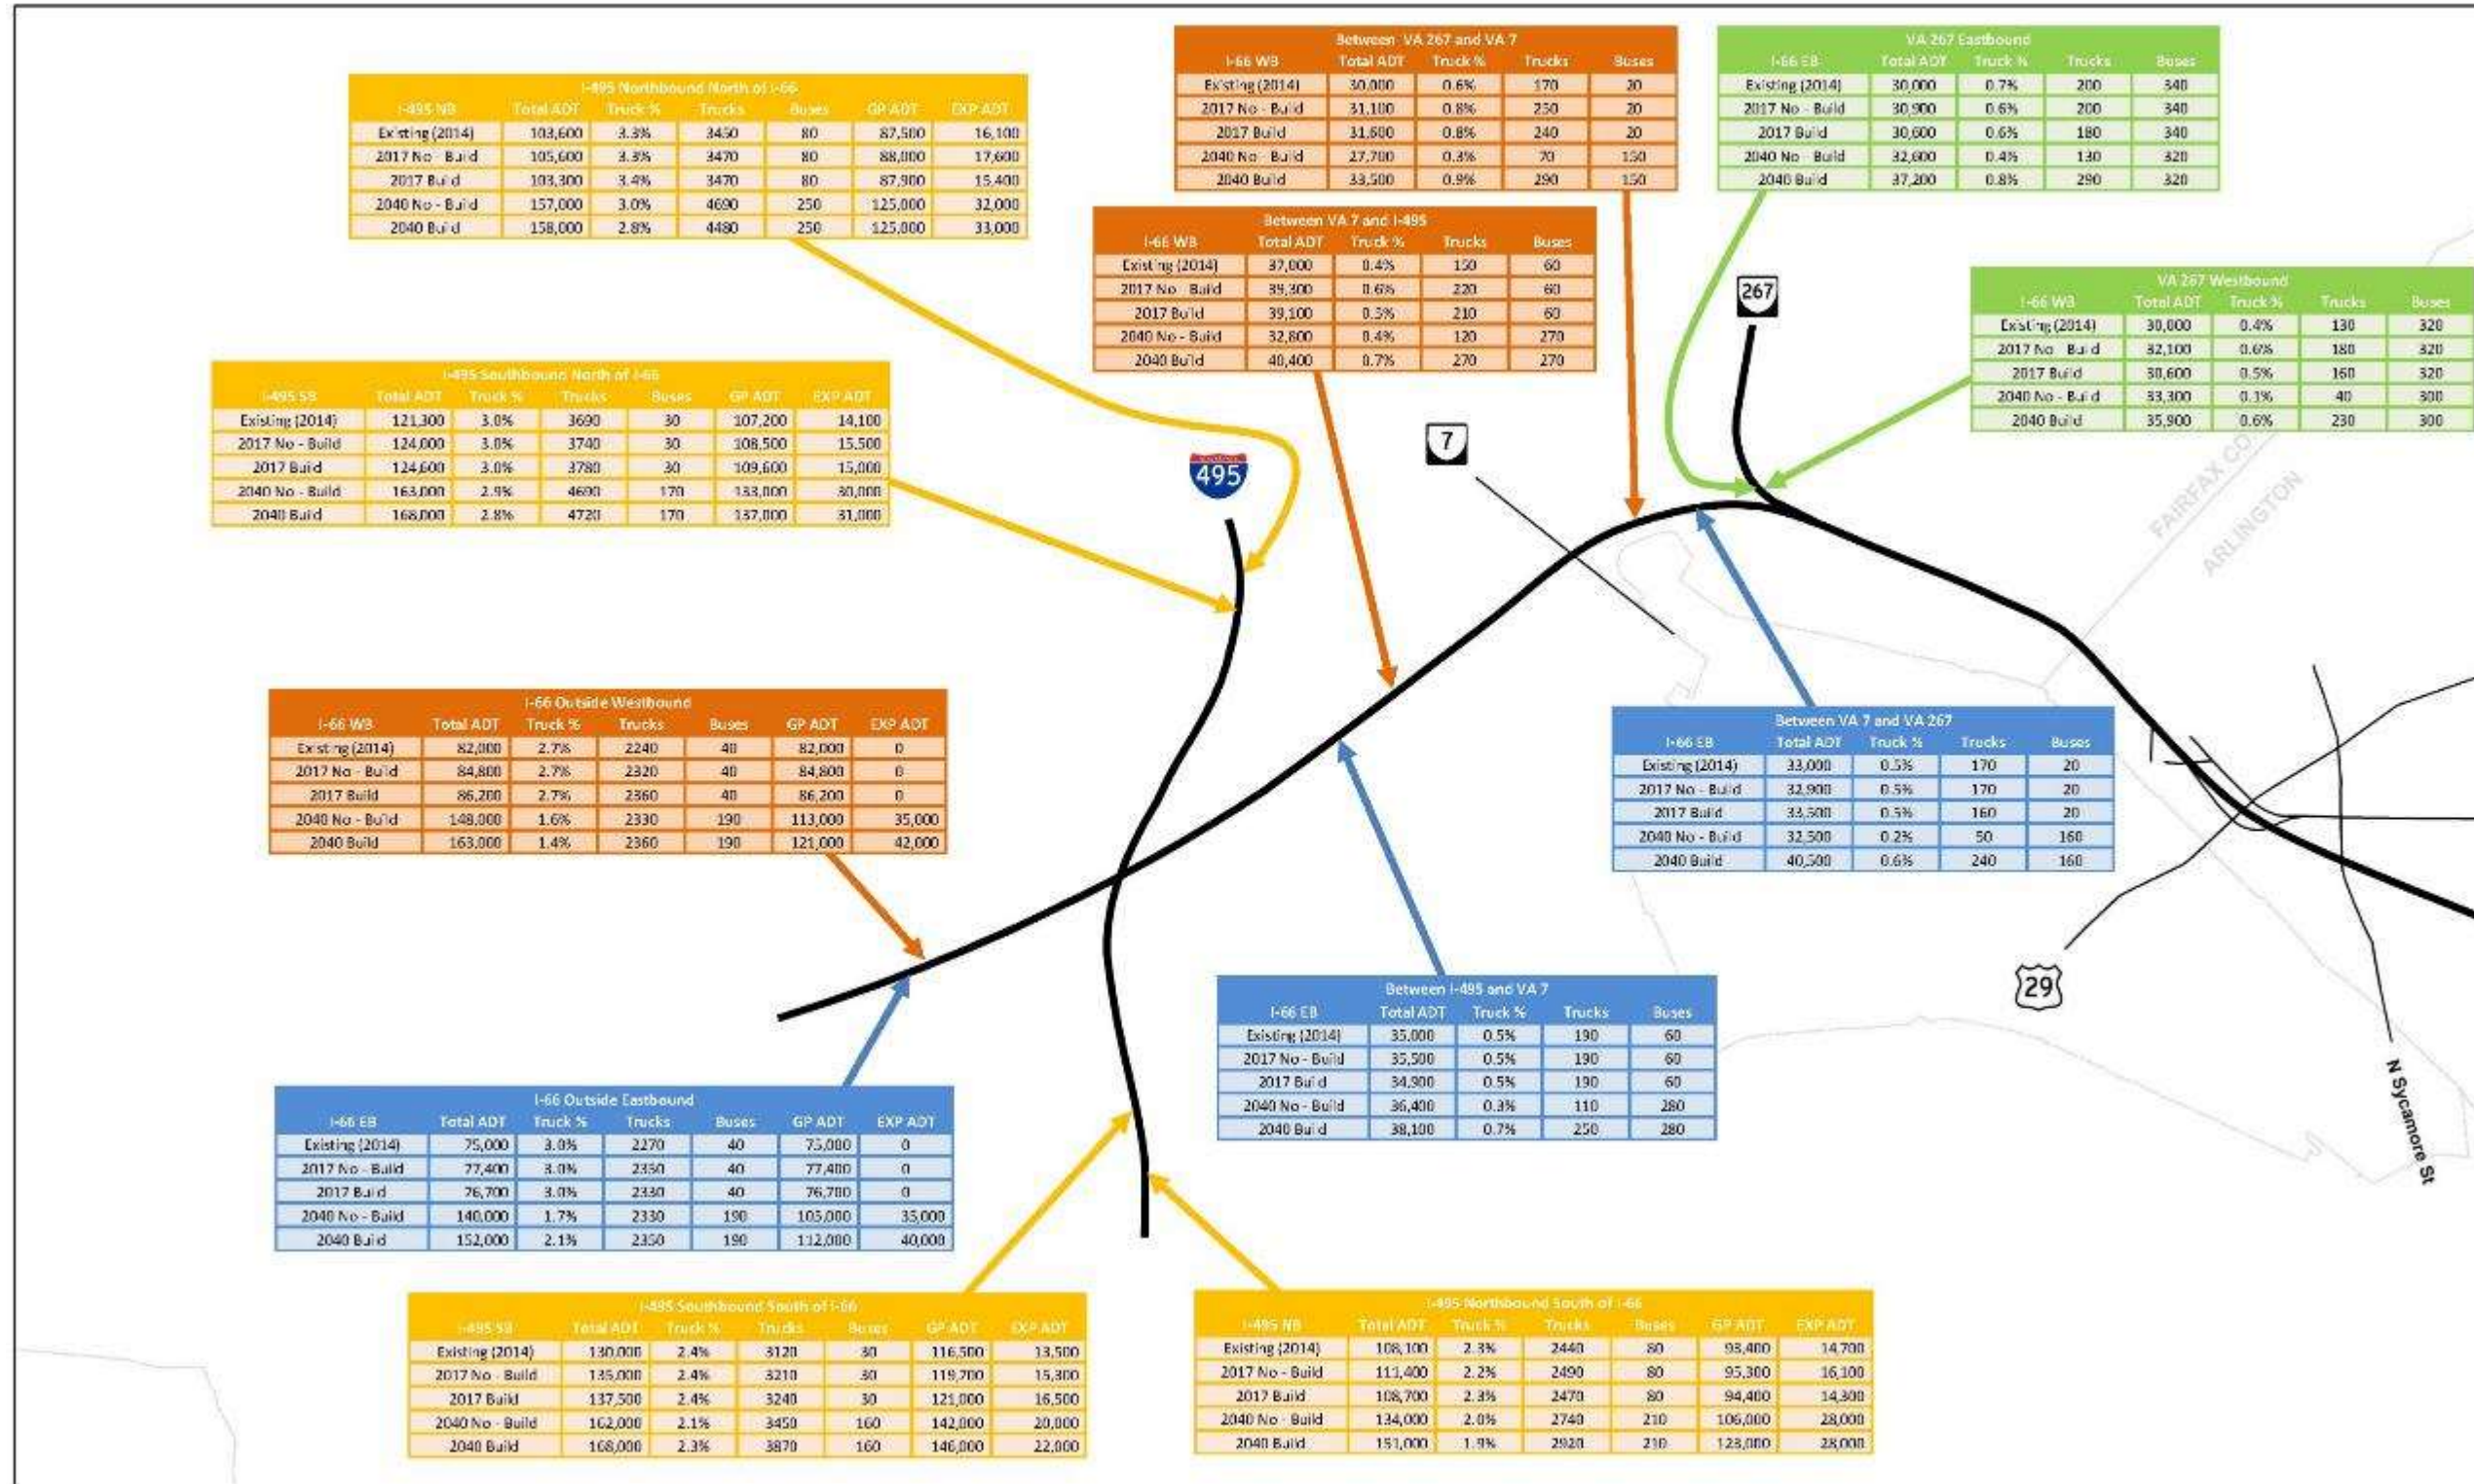 Between VA 267 and VA 7
I-66 WB Total ADT Truck % Trucks Buses
Existing (2014) 30,000 0.6% 170 20
2017 No - Build 31,100 0.8% 250 20
2017 Build 31,600 0.8% 240 20
2040 No - Build 27,700 0.3% 70 150
2040 Build 33,500 0.9% 290 150
VA 267 Eastbound
I-66 EB Total ADT Truck % Trucks Buses
Existing (2014) 30,000 0.7% 200 340
2017 No - Build 30,900 0.6% 200 340
2017 Build 30,600 0.6% 180 340
2040 No - Build 32,600 0.4% 130 320
2040 Build 37,200 0.8% 290 320
I-495 Northbound North of I-66
I-495 NB Total ADT Truck % Trucks Buses GP ADT EXP ADT
Existing (2014) 103,600 3.3% 3450 80 87,500 16,100
2017 No - Build 105,600 3.3% 3470 80 88,000 17,600
2017 Build 103,300 3.4% 3470 80 87,900 15,400
2040 No - Build 157,000 3.0% 4690 250 125,000 32,000
2040 Build 158,000 2.8% 4480 250 125,000 33,000
Between VA 7 and I-495
I-66 WB Total ADT Truck % Trucks Buses
Existing (2014) 37,000 0.4% 150 60
2017 No - Build 39,300 0.6% 220 60
2017 Build 39,100 0.5% 210 60
2040 No - Build 32,800 0.4% 120 270
2040 Build 40,400 0.7% 270 270
267
VA 267 Westbound
I-66 WB Total ADT Truck % Trucks Buses
Existing (2014) 30,000 0.4% 130 320
2017 No - Build 32,100 0.6% 180 320
2017 Build 30,600 0.5% 160 320
2040 No - Build 33,300 0.1% 40 300
2040 Build 35,900 0.6% 230 300
I-495 Southbound North of I-66
I-495 SB Total ADT Truck % Trucks Buses GP ADT EXP ADT
Existing (2014) 121,300 3.0% 3690 30 107,200 14,100
2017 No - Build 124,000 3.0% 3740 30 108,500 15,500
2017 Build 124,600 3.0% 3780 30 109,600 15,000
2040 No - Build 163,000 2.9% 4690 170 133,000 30,000
2040 Build 168,000 2.8% 4720 170 137,000 31,000
7
495
FAIRFAX CO.
ARLINGTON
I-66 Outside Westbound
I-66 WB Total ADT Truck % Trucks Buses GP ADT EXP ADT
Existing (2014) 82,000 2.7% 2240 40 82,000 0
2017 No - Build 84,800 2.7% 2320 40 84,800 0
2017 Build 86,200 2.7% 2360 40 86,200 0
2040 No - Build 148,000 1.6% 2330 190 113,000 35,000
2040 Build 163,000 1.4% 2360 190 121,000 42,000
Between VA 7 and VA 267
I-66 EB Total ADT Truck % Trucks Buses
Existing (2014) 33,000 0.5% 170 20
2017 No - Build 32,900 0.5% 170 20
2017 Build 33,500 0.5% 160 20
2040 No - Build 32,500 0.2% 50 160
2040 Build 40,500 0.6% 240 160
29
Between I-495 and VA 7
I-66 EB Total ADT Truck % Trucks Buses
Existing (2014) 35,000 0.5% 190 60
2017 No - Build 35,500 0.5% 190 60
2017 Build 34,900 0.5% 190 60
2040 No - Build 36,400 0.3% 110 280
2040 Build 38,100 0.7% 250 280
N Sycamore St
I-66 Outside Eastbound
I-66 EB Total ADT Truck % Trucks Buses GP ADT EXP ADT
Existing (2014) 75,000 3.0% 2270 40 75,000 0
2017 No - Build 77,400 3.0% 2350 40 77,400 0
2017 Build 76,700 3.0% 2330 40 76,700 0
2040 No - Build 140,000 1.7% 2330 190 105,000 35,000
2040 Build 152,000 2.1% 2350 190 112,000 40,000
I-495 Southbound South of I-66
I-495 SB Total ADT Truck % Trucks Buses GP ADT EXP ADT
Existing (2014) 130,000 2.4% 3120 30 116,500 13,500
2017 No - Build 135,000 2.4% 3210 30 119,700 15,300
2017 Build 137,500 2.4% 3240 30 121,000 16,500
2040 No - Build 162,000 2.1% 3450 160 142,000 20,000
2040 Build 168,000 2.3% 3870 160 146,000 22,000
I-495 Northbound South of I-66
I-495 NB Total ADT Truck % Trucks Buses GP ADT EXP ADT
Existing (2014) 108,100 2.3% 2440 80 93,400 14,700
2017 No - Build 111,400 2.2% 2490 80 95,300 16,100
2017 Build 108,700 2.3% 2470 80 94,400 14,300
2040 No - Build 134,000 2.0% 2740 210 106,000 28,000
2040 Build 151,000 1.9% 2920 210 123,000 28,000